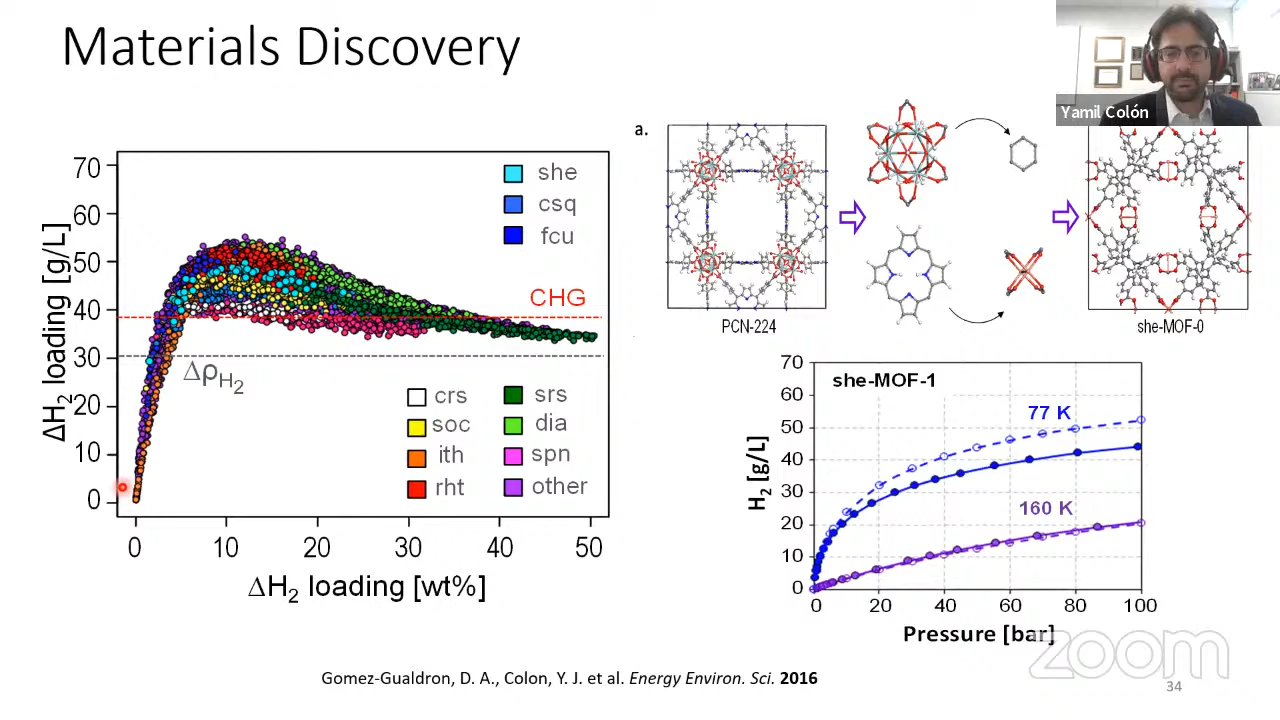 Materials Discovery
Yamil Colón
70
60
50
40
30
20
10
0
ΔH2 loading [g/L]
she
csq
fcu
CHG
ΔρH2
crs
soc
ith
rht
srs
dia
spn
other
0 10 20 30 40 50
ΔH2 loading [wt%]
a.
PCN-224
she-MOF-0
70
60
50
40
30
20
10
0
H2 [g/L]
she-MOF-1
77 K
160 K
0 20 40 60 80 100
Pressure [bar]
zoom
Gomez-Gualdron, D. A., Colon, Y. J. et al. Energy Environ. Sci. 2016
34